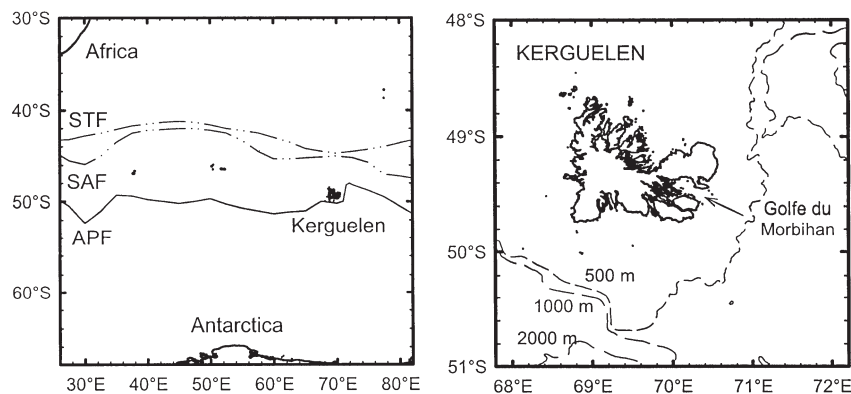 30°S
Africa
40°S
STF
SAF
50°S
APF
Kerguelen
60°S
Antarctica
30°E 40°E 50°E 60°E 70°E 80°E
48°S
KERGUELEN
49°S
Golfe du
Morbihan
50°S
500 m
1000 m
2000 m
51°S
68°E 69°E 70°E 71°E 72°E